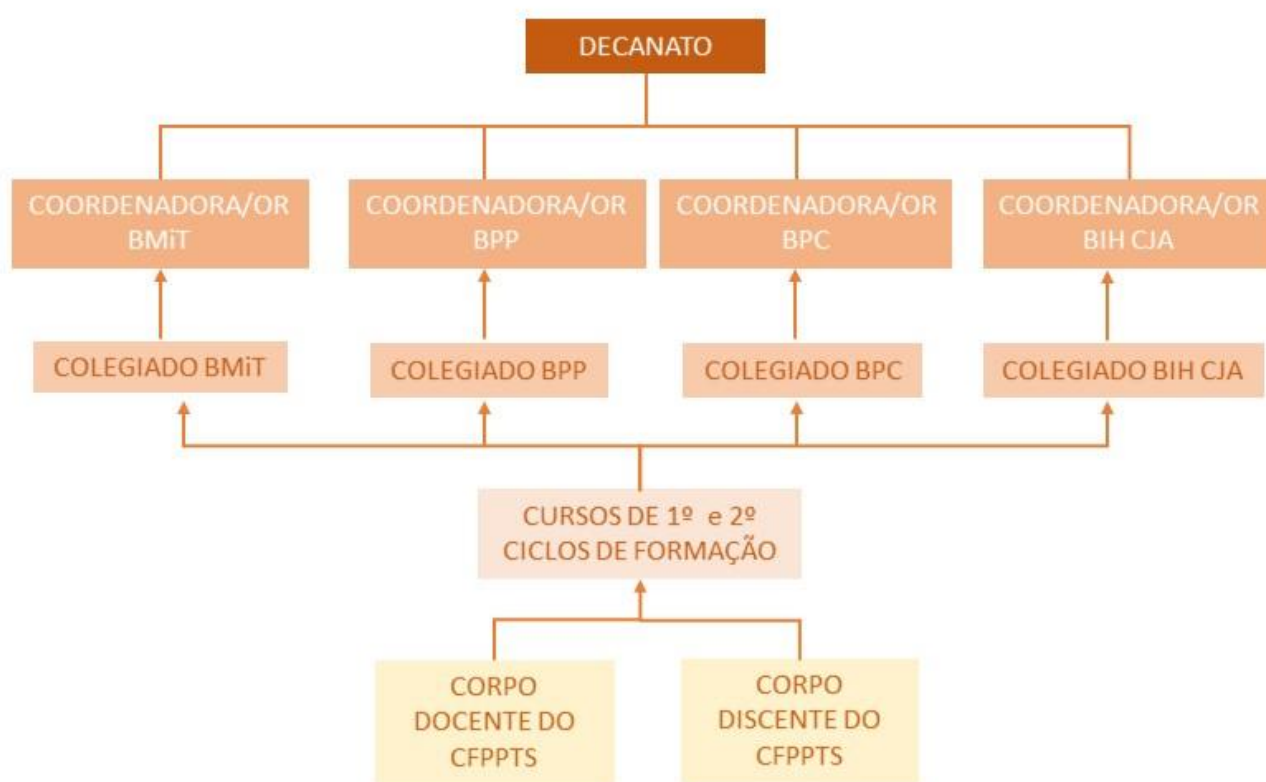 DECANATO
COORDENADORA/OR
BMiT
COORDENADORA/OR
BPP
COORDENADORA/OR
BPC
COORDENADORA/OR
BIH CJA
COLEGIADO BMiT
COLEGIADO BPP
COLEGIADO BPC
COLEGIADO BIH CJA
CURSOS DE 1º e 2º
CICLOS DE FORMAÇÃO
CORPO
DOCENTE DO
CFPPTS
CORPO
DISCENTE DO
CFPPTS